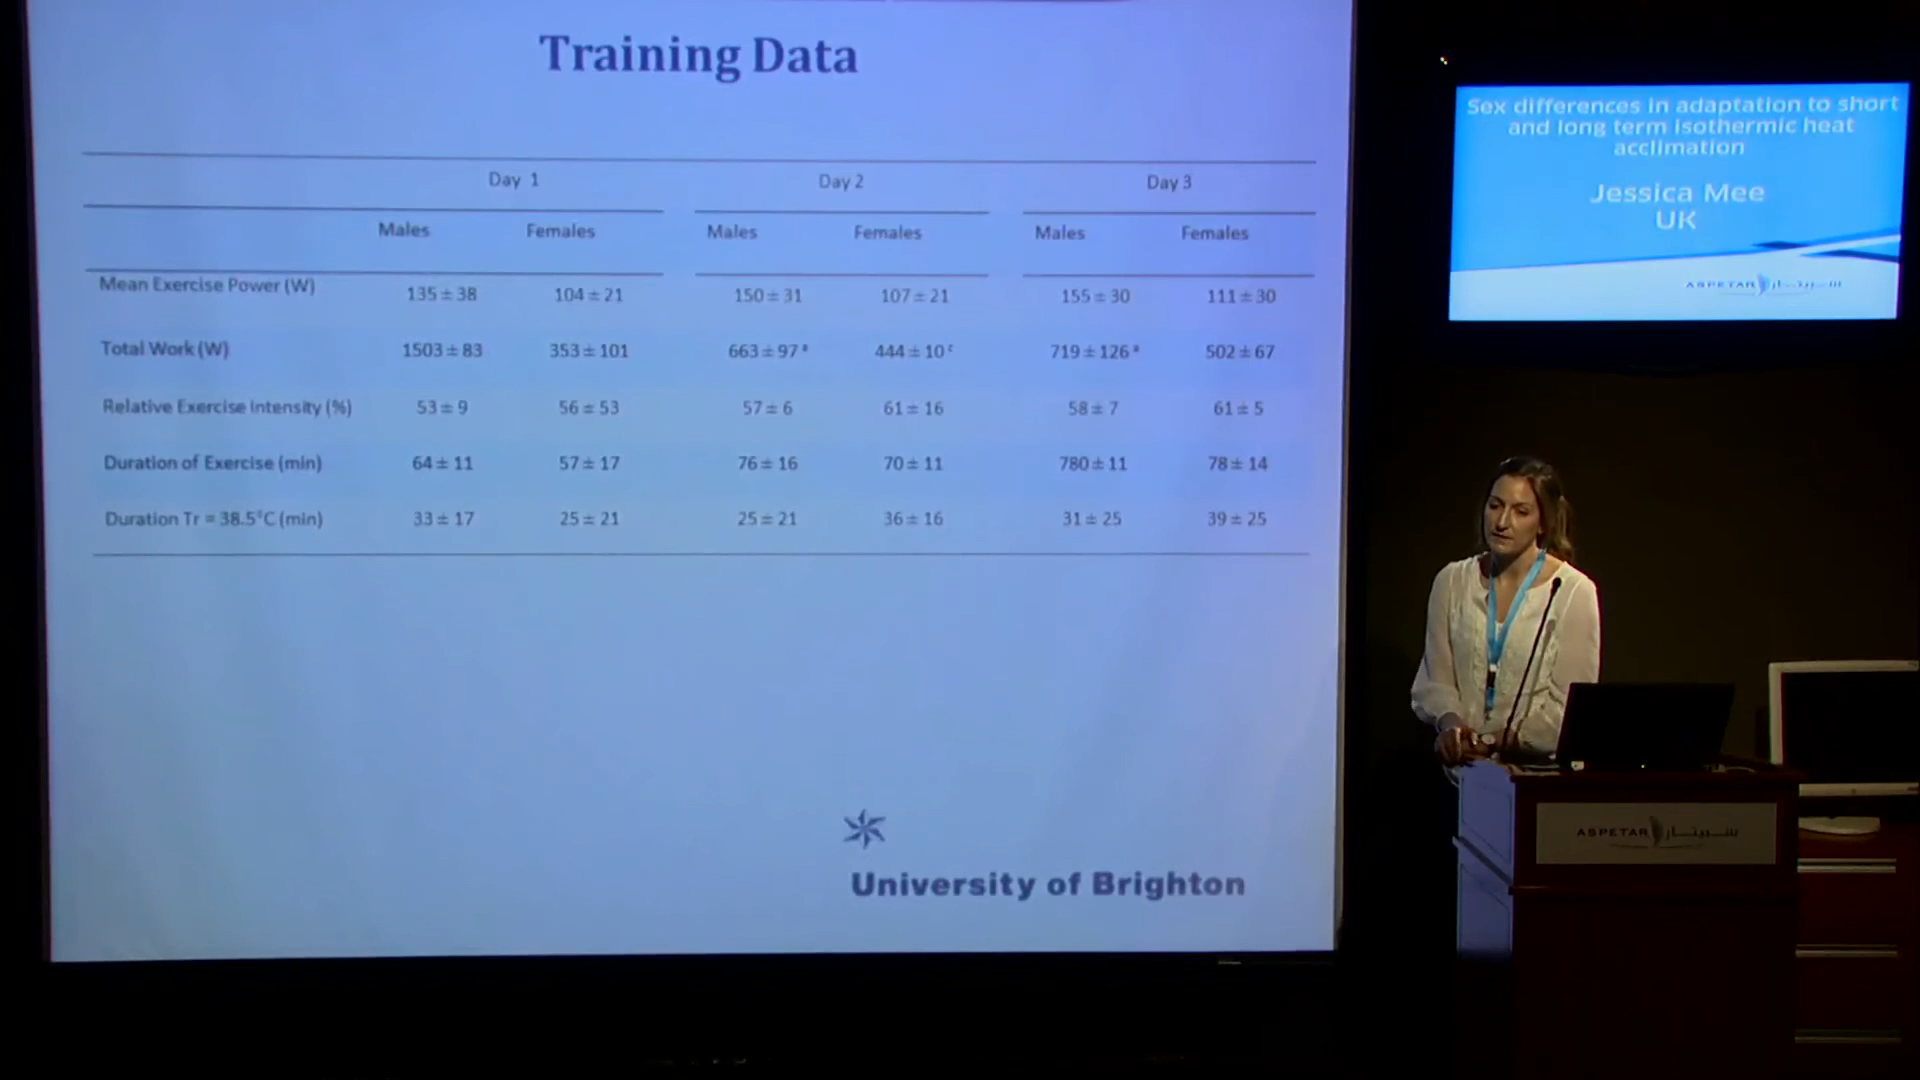 Training Data
Day 1 Day 2 Day 3
Males Females Males Females Males Females
Mean Exercise Power (W) 135 ± 38 104 ± 21 150 ± 31 107 ± 21 155 ± 30 111 ± 30
Total Work (W) 1503 ± 83 353 ± 101 663 ± 97 ᵃ 444 ± 10 ᶜ 719 ± 126 ᵃ 502 ± 67
Relative Exercise Intensity (%) 53 ± 9 56 ± 53 57 ± 6 61 ± 16 58 ± 7 61 ± 5
Duration of Exercise (min) 64 ± 11 57 ± 17 76 ± 16 70 ± 11 780 ± 11 78 ± 14
Duration Tr = 38.5°C (min) 33 ± 17 25 ± 21 25 ± 21 36 ± 16 31 ± 25 39 ± 25
University of Brighton
Sex differences in adaptation to short
and long term isothermic heat
acclimation
Jessica Mee
UK
ASPETAR سبيتار
ASPETAR سبيتار